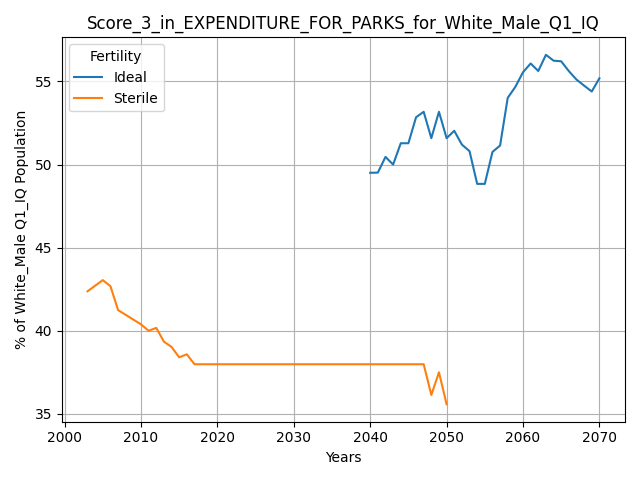 Score_3_in_EXPENDITURE_FOR_PARKS_for_White_Male_Q1_IQ
Fertility
Ideal
Sterile
% of White_Male Q1_IQ Population
55
50
45
40
35
2000 2010 2020 2030 2040 2050 2060 2070
Years